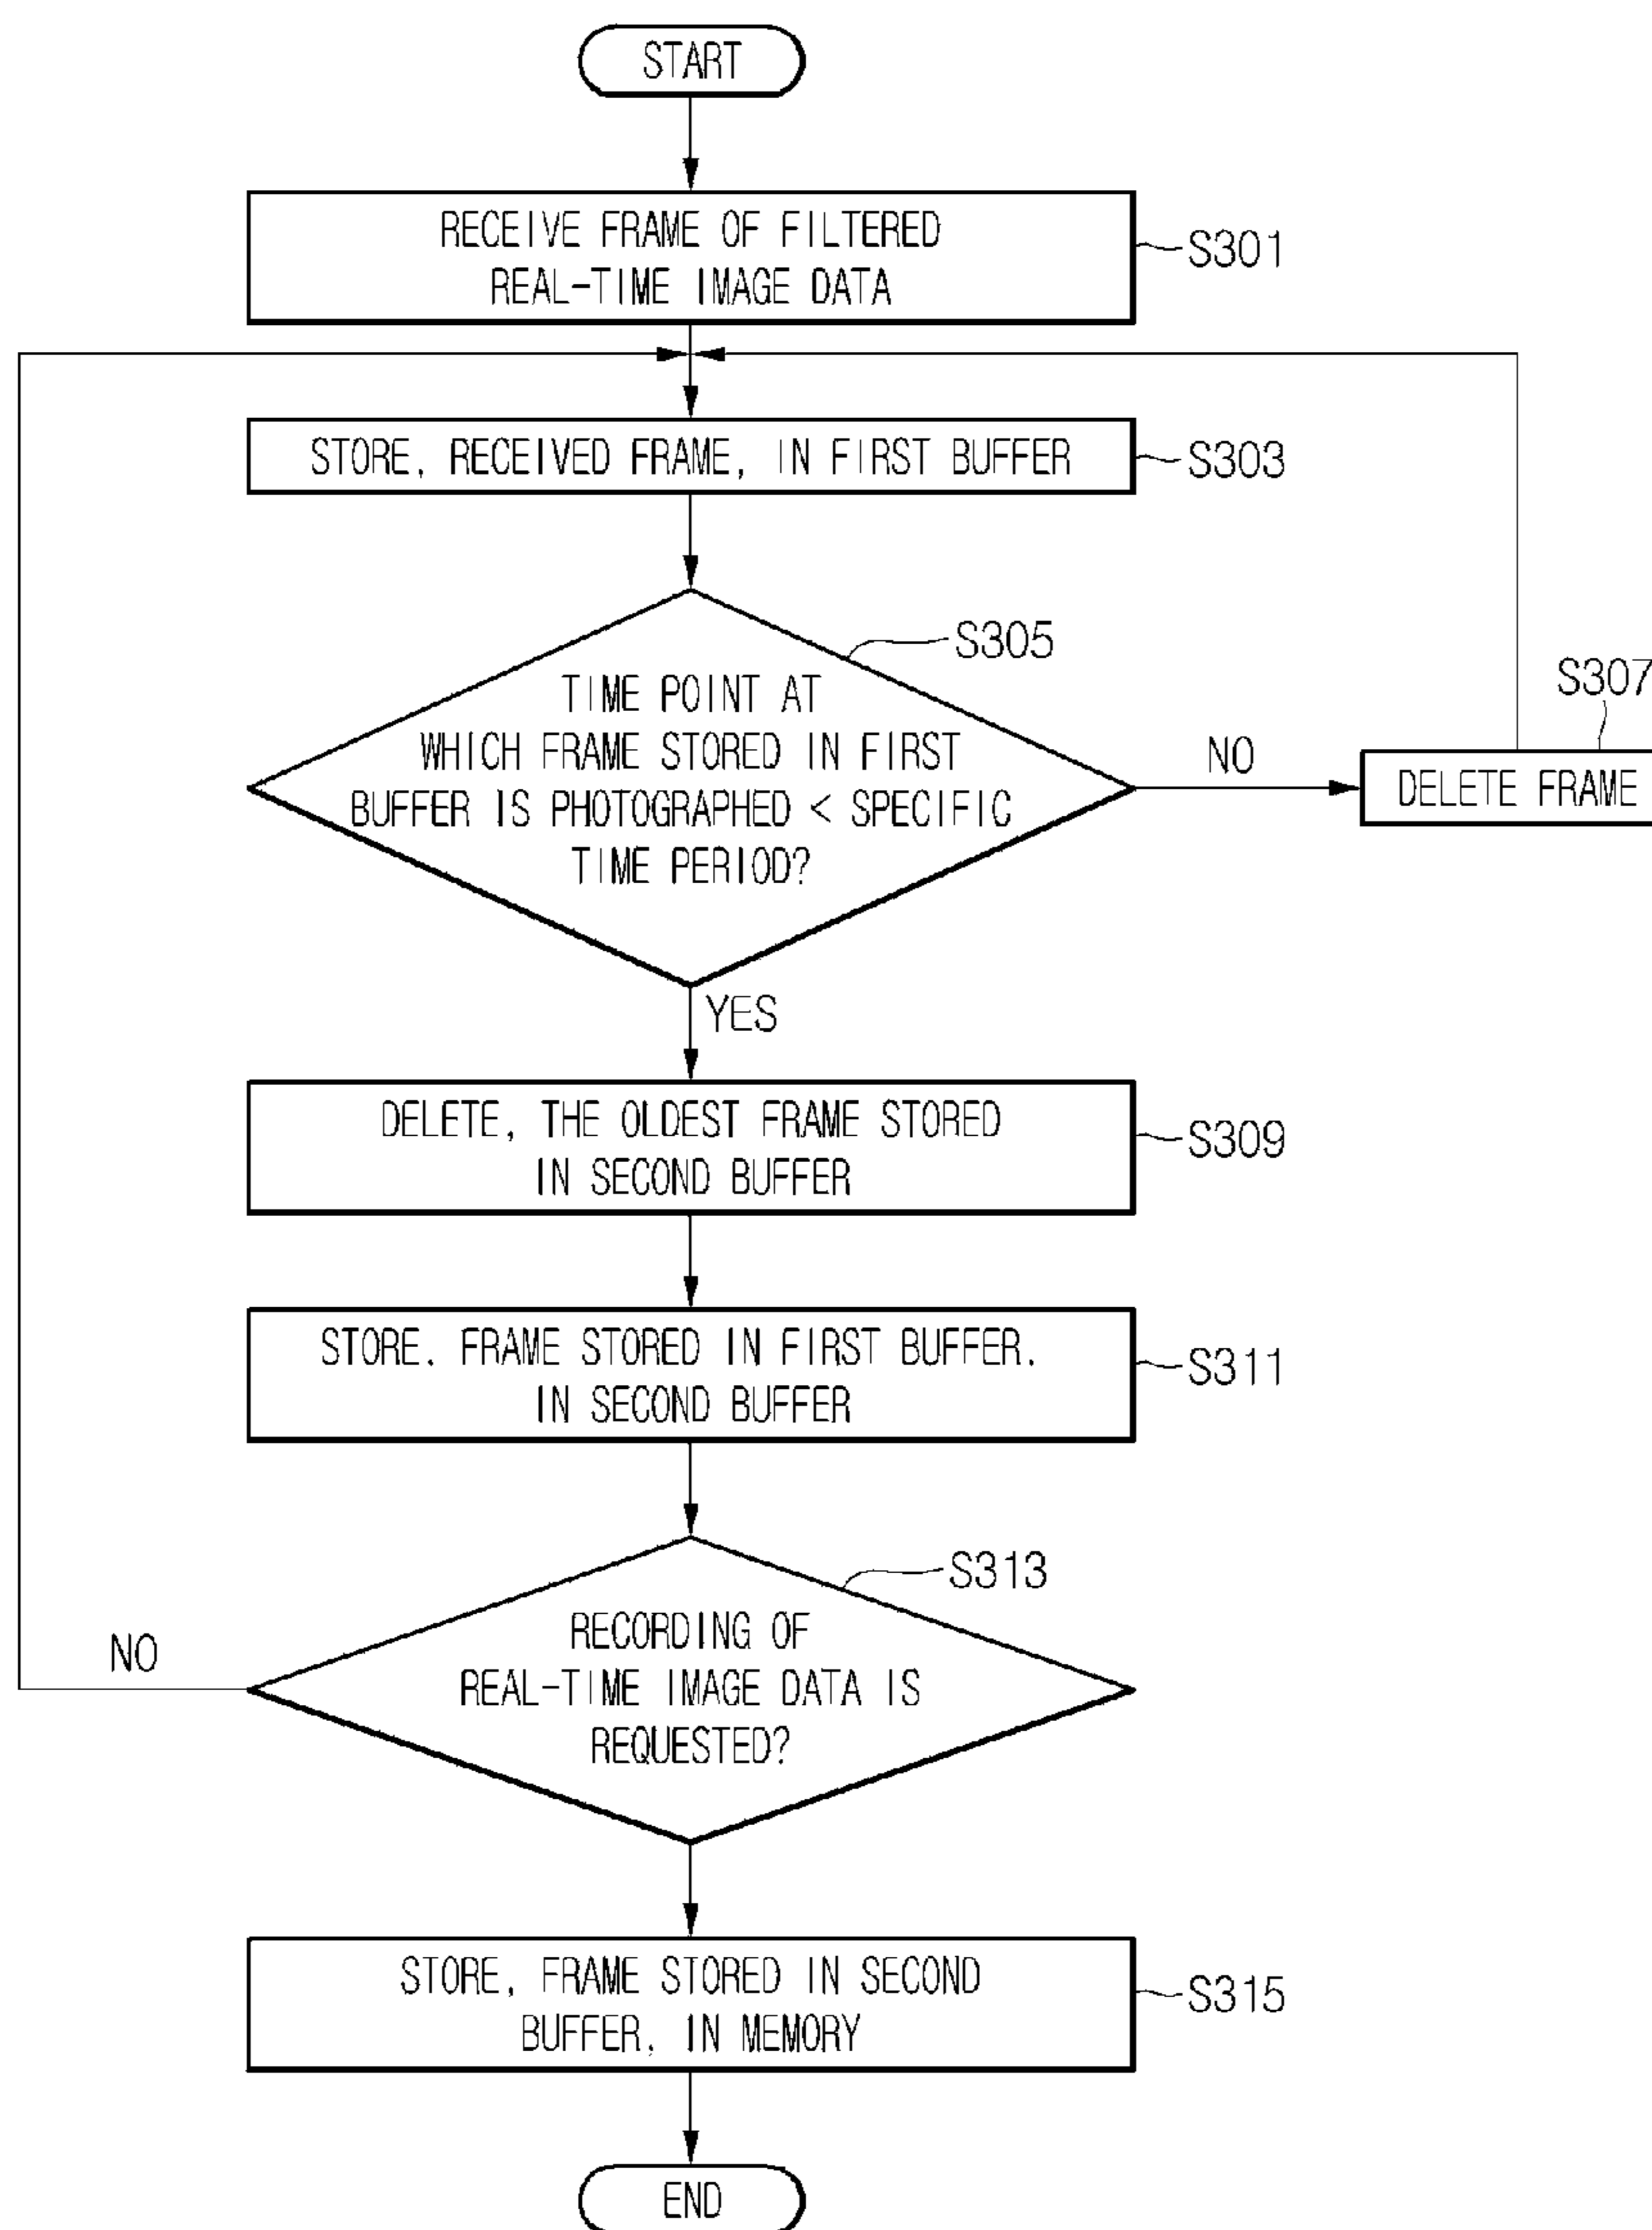 START
RECEIVE FRAME OF FILTERED
REAL-TIME IMAGE DATA
S301
STORE, RECEIVED FRAME, IN FIRST BUFFER
S303
S305
TIME POINT AT
WHICH FRAME STORED IN FIRST
BUFFER IS PHOTOGRAPHED < SPECIFIC
TIME PERIOD?
NO
S307
DELETE FRAME
YES
DELETE, THE OLDEST FRAME STORED
IN SECOND BUFFER
S309
STORE. FRAME STORED IN FIRST BUFFER.
IN SECOND BUFFER
S311
S313
RECORDING OF
REAL-TIME IMAGE DATA IS
REQUESTED?
NO
STORE, FRAME STORED IN SECOND
BUFFER, IN MEMORY
S315
END